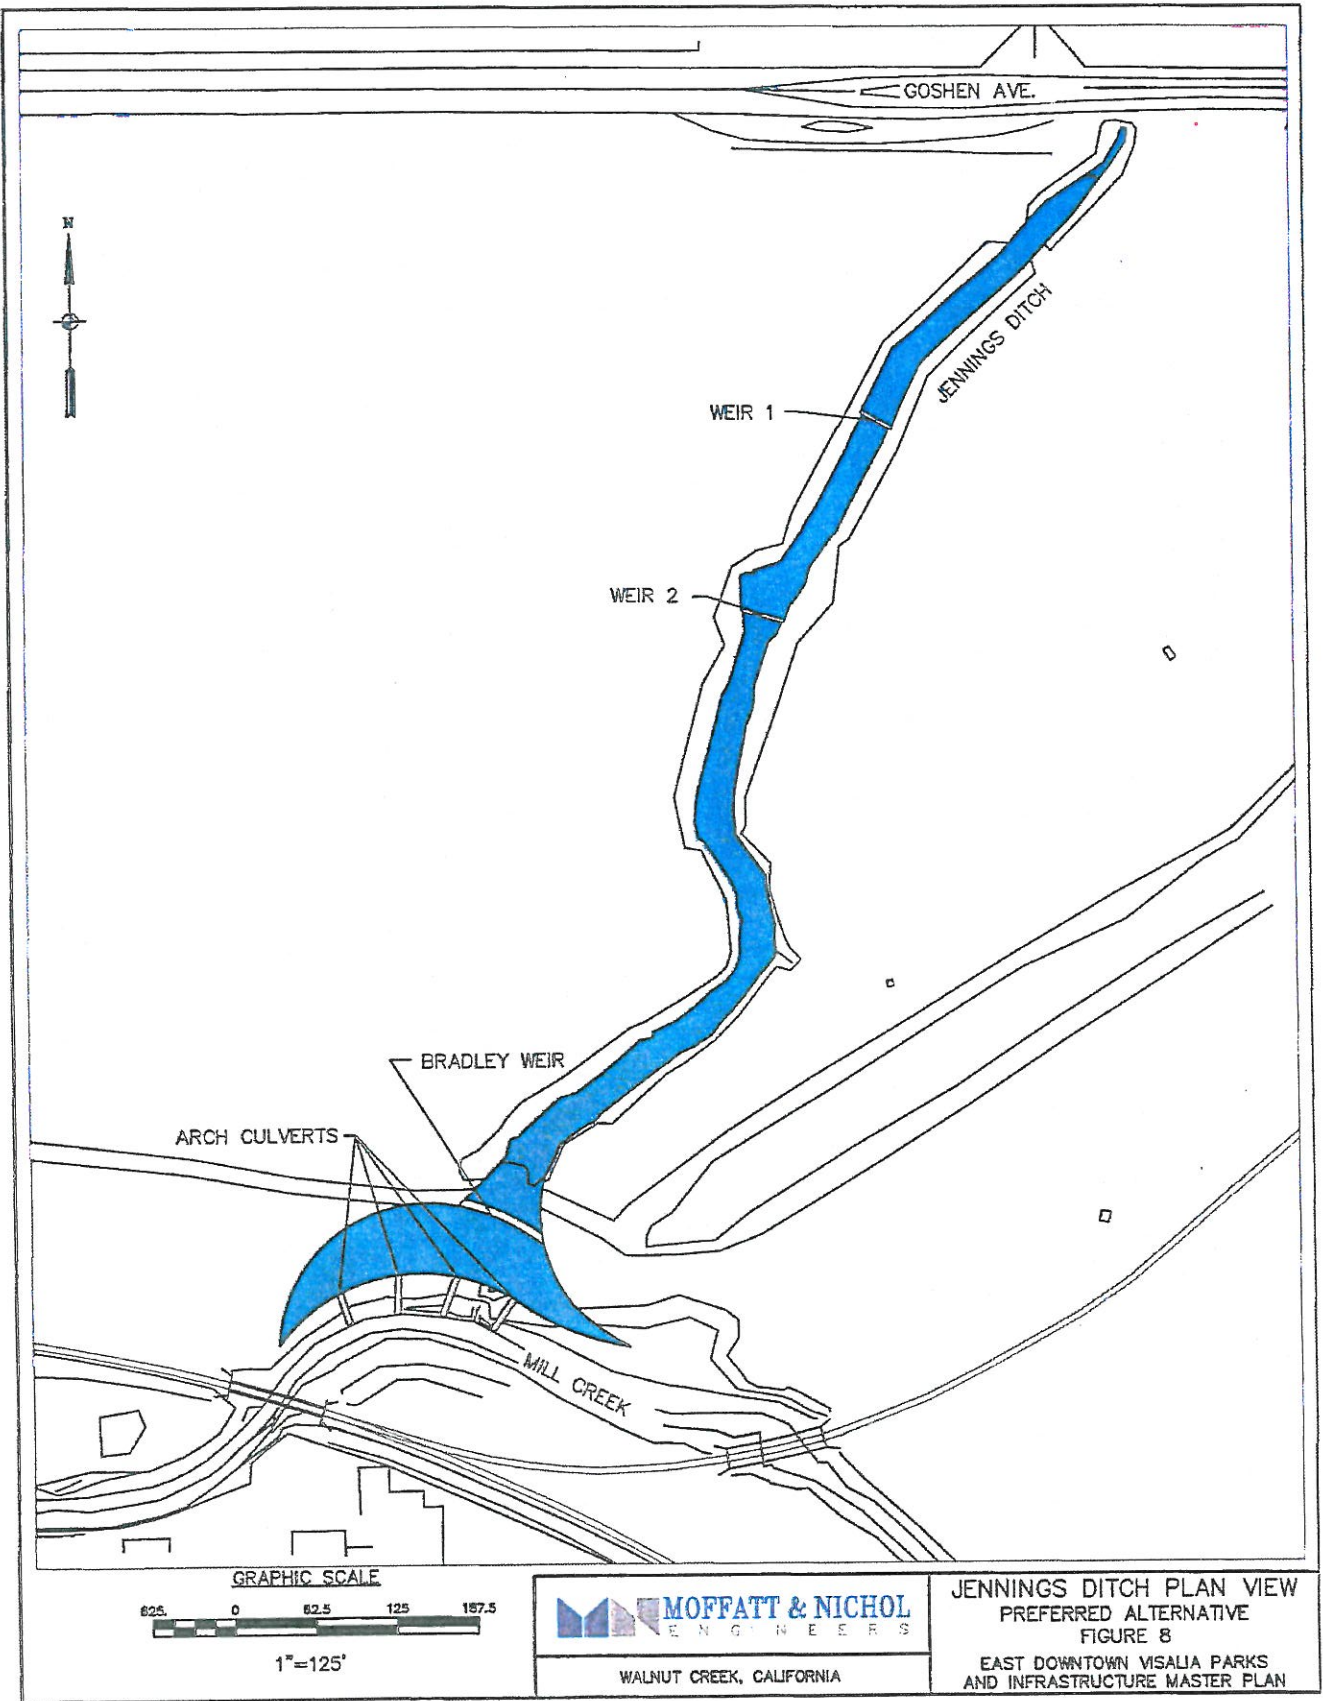 GOSHEN AVE.
N
JENNINGS DITCH
WEIR 1
WEIR 2
BRADLEY WEIR
ARCH CULVERTS
MILL CREEK
GRAPHIC SCALE
625. 0 62.5 125 187.5
1"=125'
MOFFATT & NICHOL
ENGINEERS
WALNUT CREEK, CALIFORNIA
JENNINGS DITCH PLAN VIEW
PREFERRED ALTERNATIVE
FIGURE 8
EAST DOWNTOWN VISALIA PARKS
AND INFRASTRUCTURE MASTER PLAN